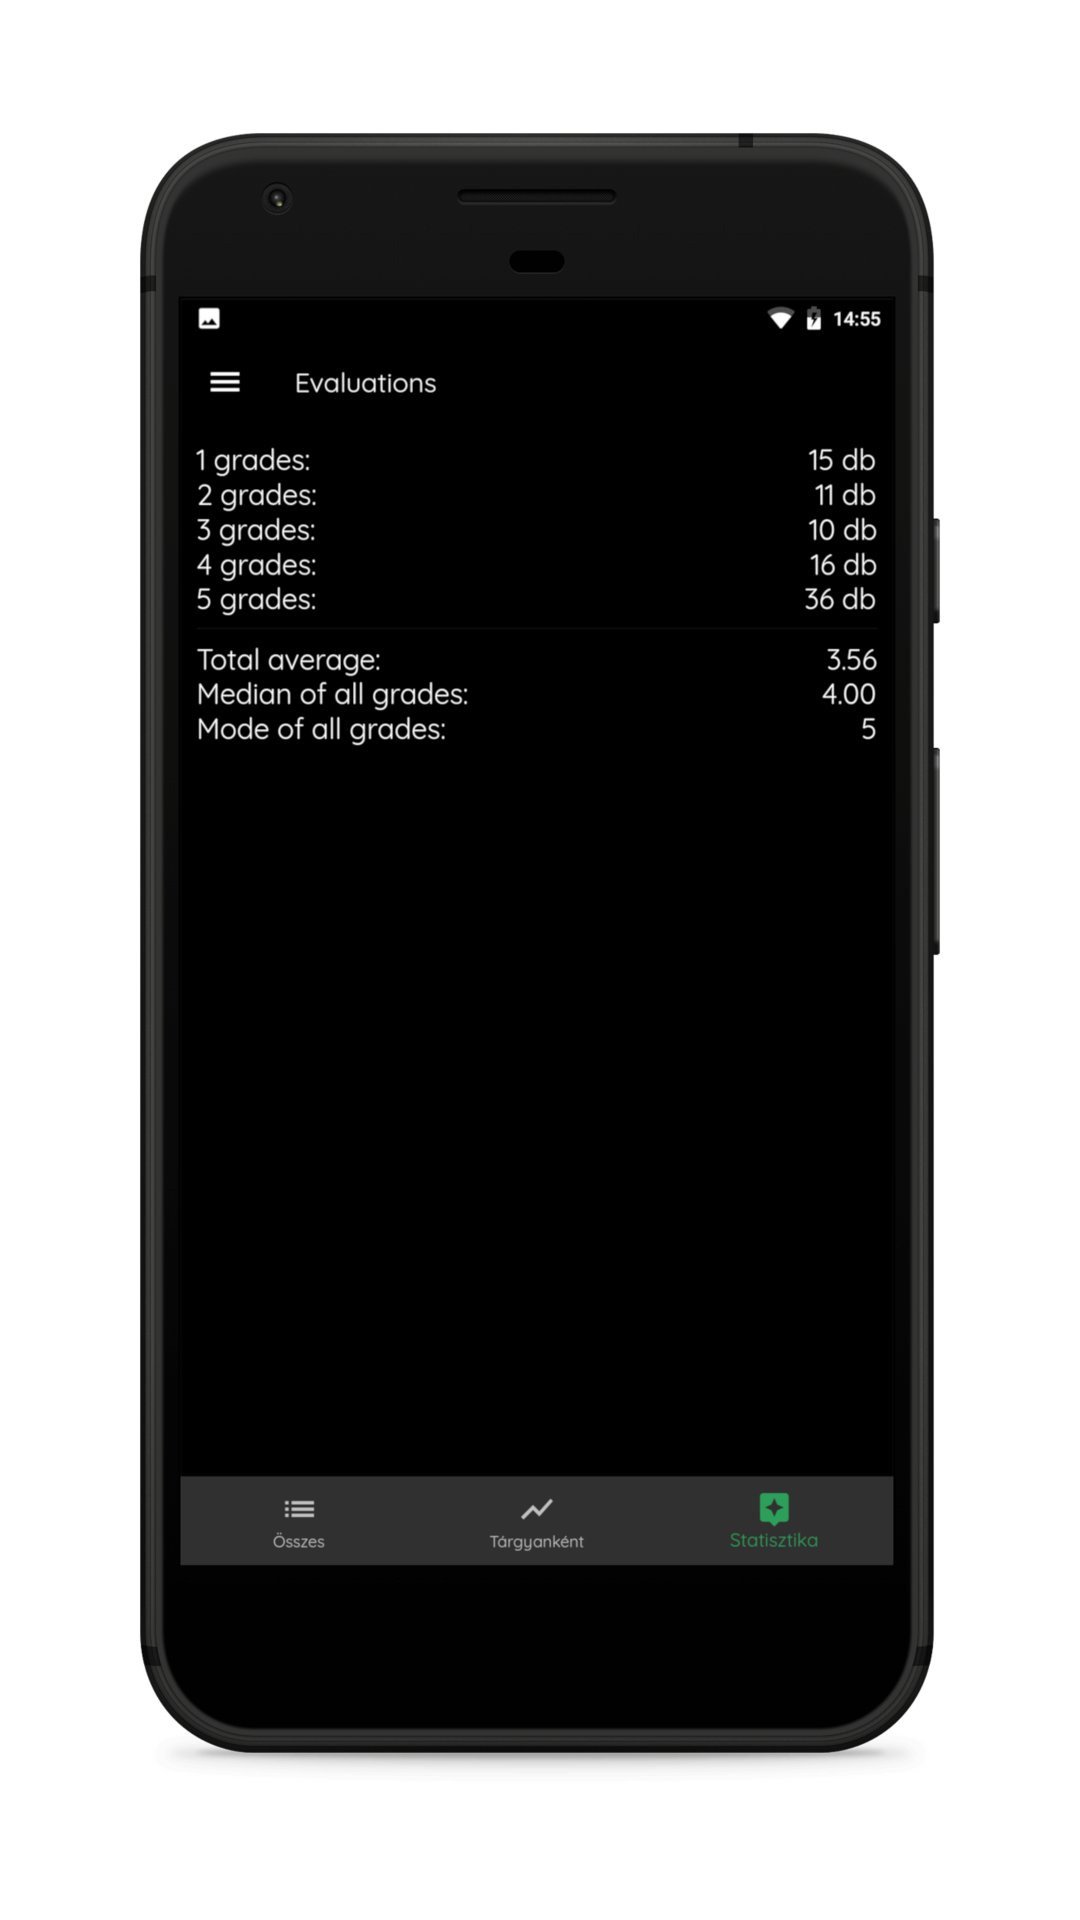 14:55
Evaluations
1 grades: 15 db
2 grades: 11 db
3 grades: 10 db
4 grades: 16 db
5 grades: 36 db
Total average: 3.56
Median of all grades: 4.00
Mode of all grades: 5
Összes Tárgyanként Statisztika